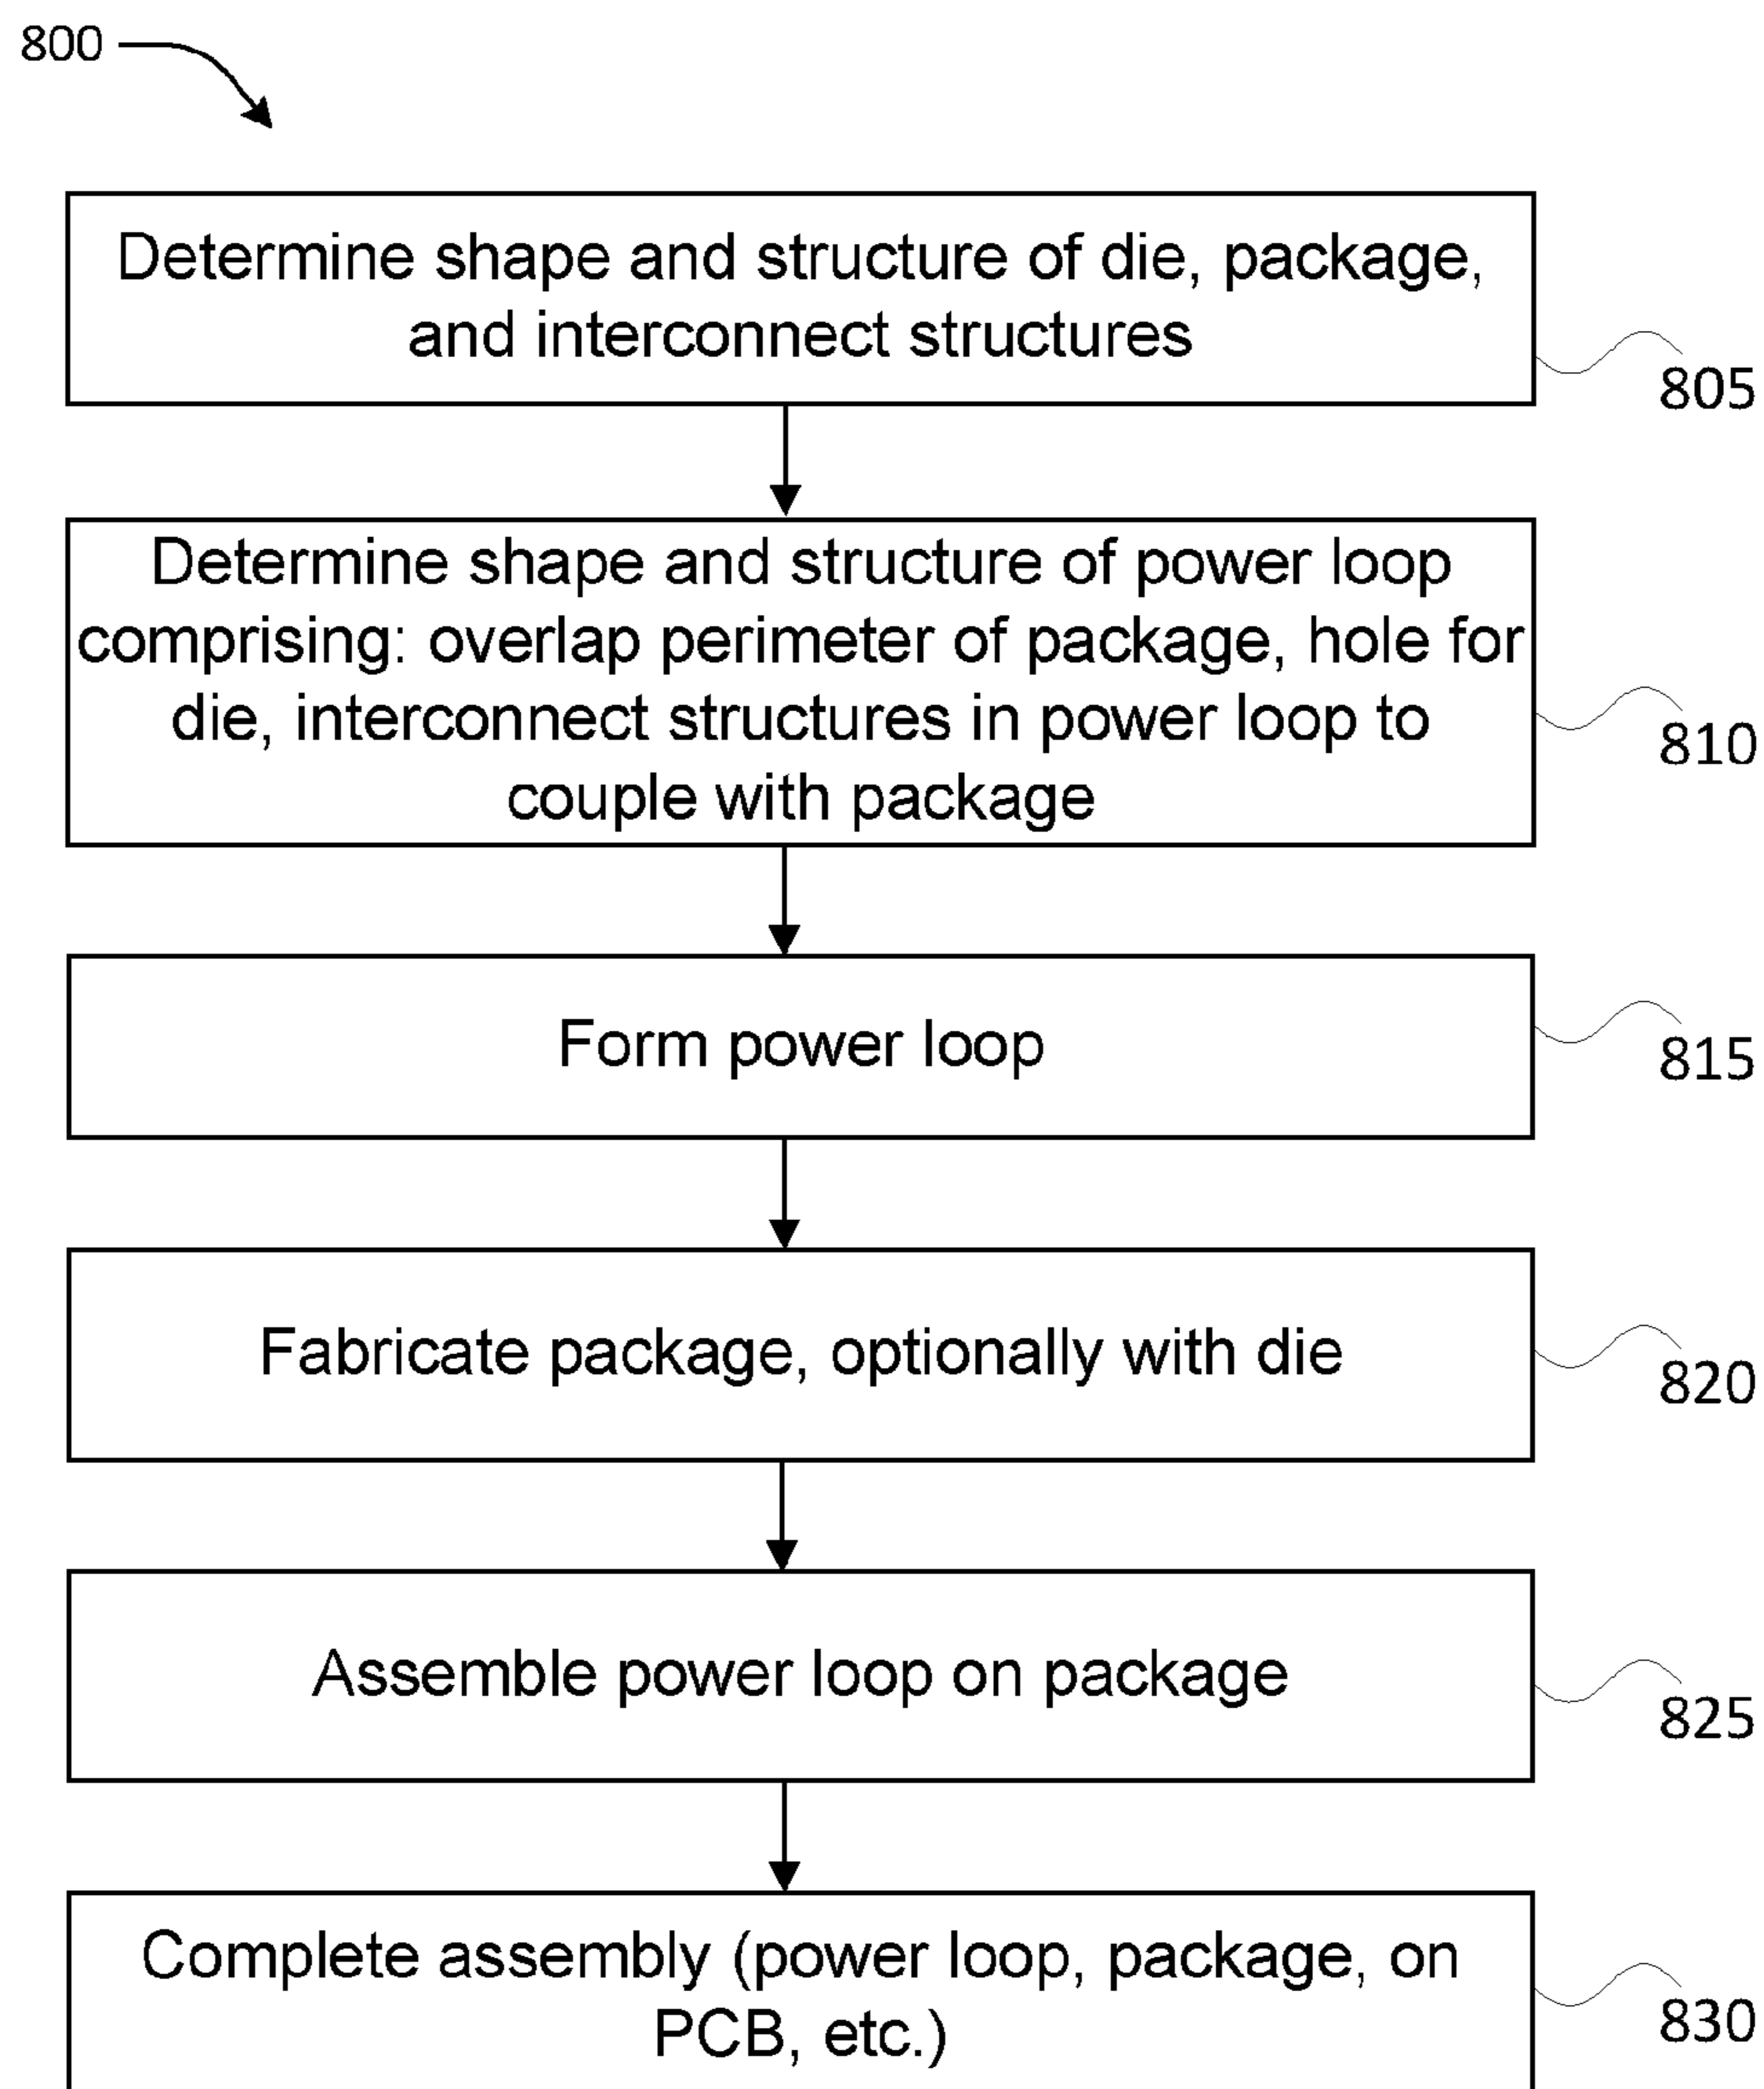 800
Determine shape and structure of die, package,
and interconnect structures
805
Determine shape and structure of power loop
comprising: overlap perimeter of package, hole for
die, interconnect structures in power loop to
couple with package
810
Form power loop
815
Fabricate package, optionally with die
820
Assemble power loop on package
825
Complete assembly (power loop, package, on
PCB, etc.)
830